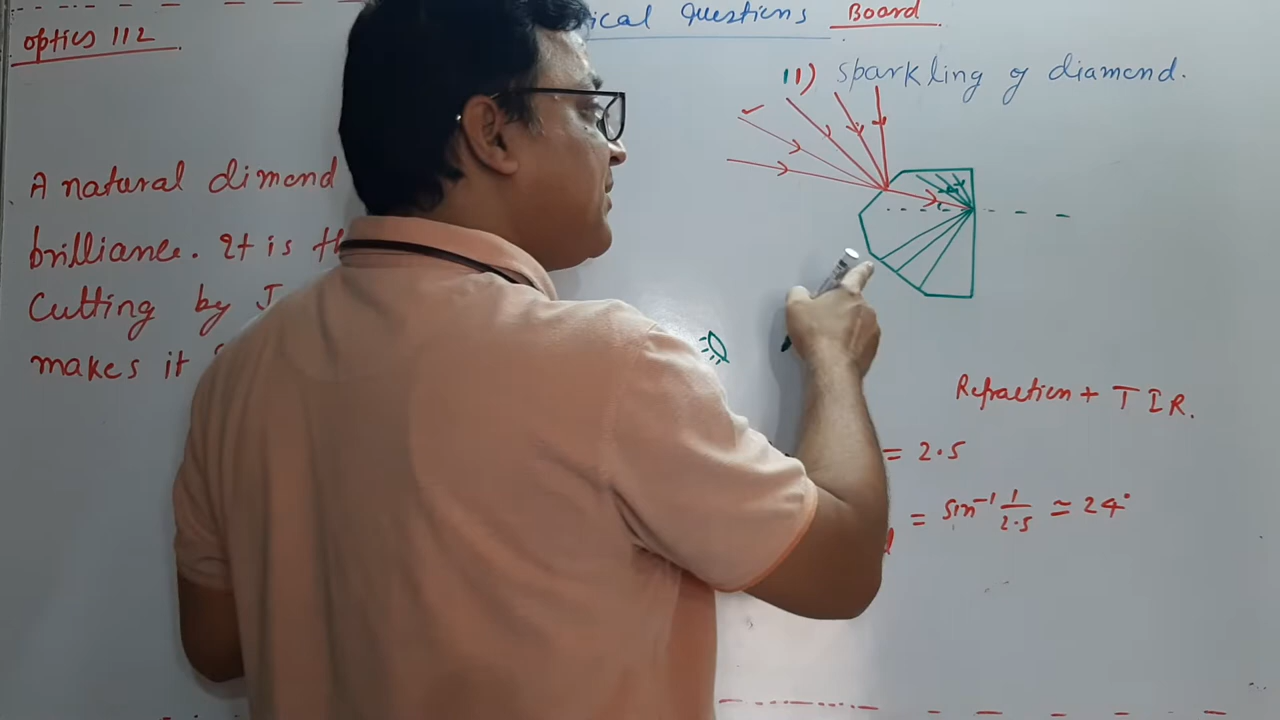 optics 112
ical Questions Board
11) sparkling of diamond.
A natural dimond
brilliance. It is th
Cutting by J
makes it
Refraction + TIR.
= 2.5
= sin⁻¹ 1/2.5 ≃ 24°